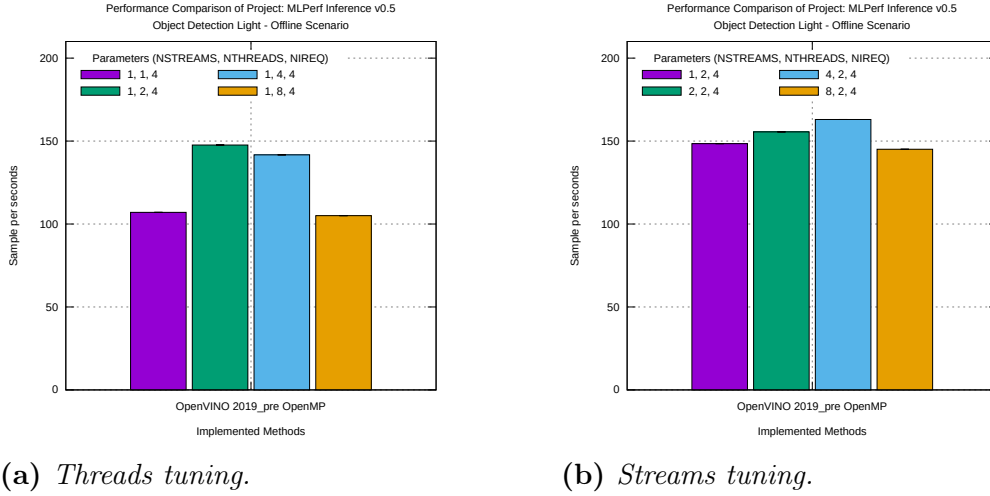 Performance Comparison of Project: MLPerf Inference v0.5
Object Detection Light - Offline Scenario
Parameters (NSTREAMS, NTHREADS, NIREQ)
1, 1, 4
1, 4, 4
1, 2, 4
1, 8, 4
200
150
100
50
0
Sample per seconds
OpenVINO 2019_pre OpenMP
Implemented Methods
(a) Threads tuning.
Performance Comparison of Project: MLPerf Inference v0.5
Object Detection Light - Offline Scenario
Parameters (NSTREAMS, NTHREADS, NIREQ)
1, 2, 4
4, 2, 4
2, 2, 4
8, 2, 4
200
150
100
50
0
Sample per seconds
OpenVINO 2019_pre OpenMP
Implemented Methods
(b) Streams tuning.